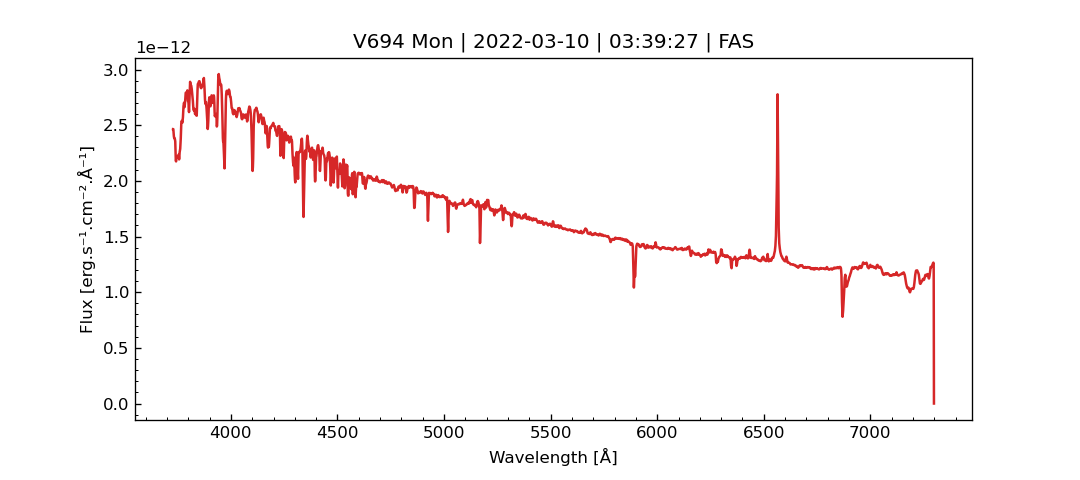 V694 Mon | 2022-03-10 | 03:39:27 | FAS
1e−12
3.0
2.5
2.0
1.5
1.0
0.5
0.0
Flux [erg.s⁻¹.cm⁻².Å⁻¹]
4000 4500 5000 5500 6000 6500 7000
Wavelength [Å]